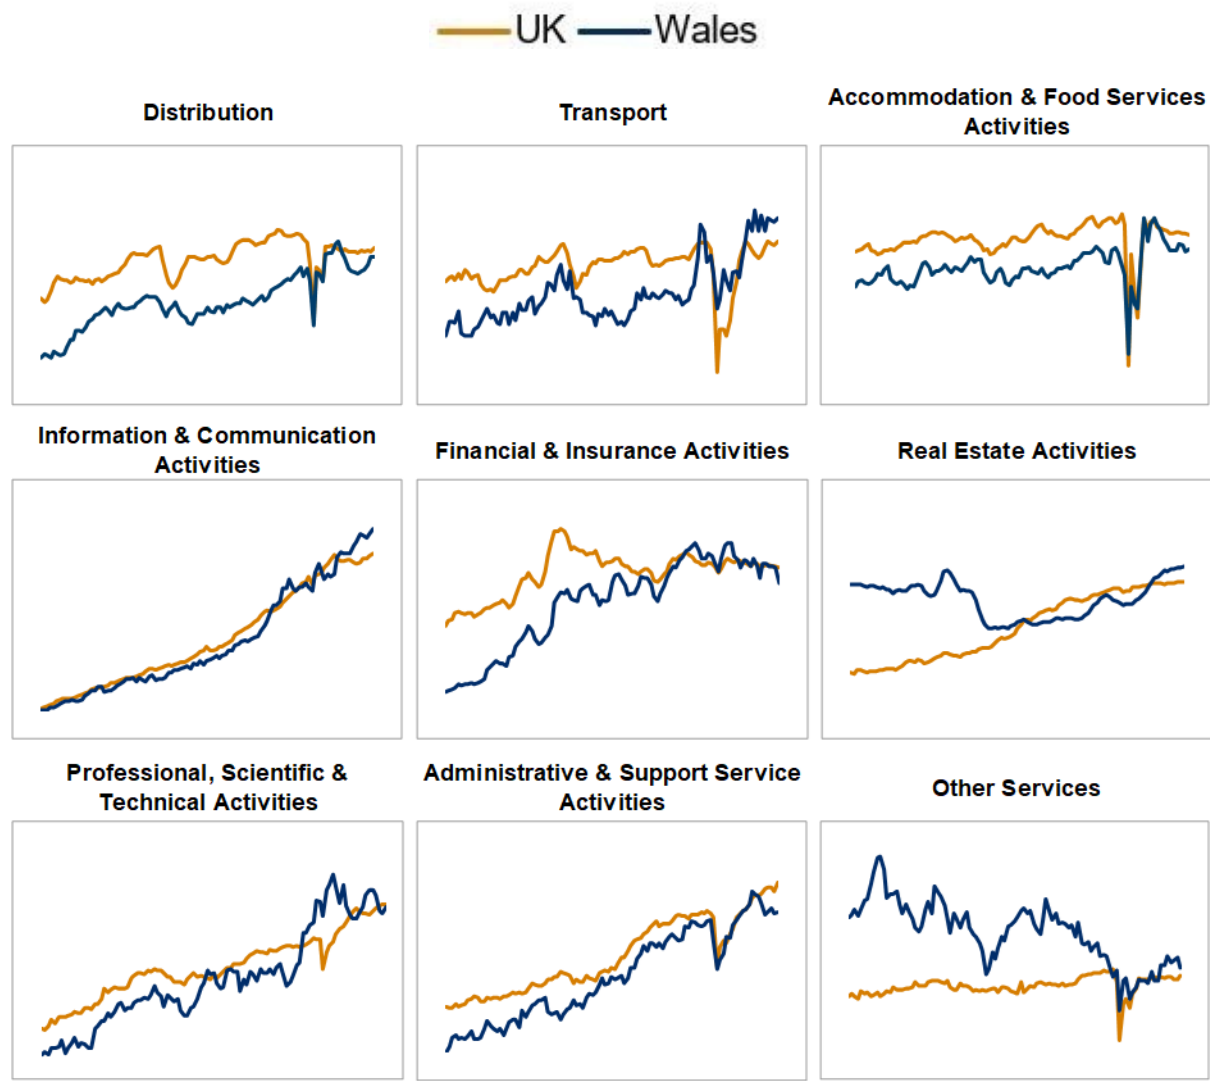 UK Wales
Distribution
Transport
Accommodation & Food Services
Activities
Information & Communication
Activities
Financial & Insurance Activities
Real Estate Activities
Professional, Scientific &
Technical Activities
Administrative & Support Service
Activities
Other Services